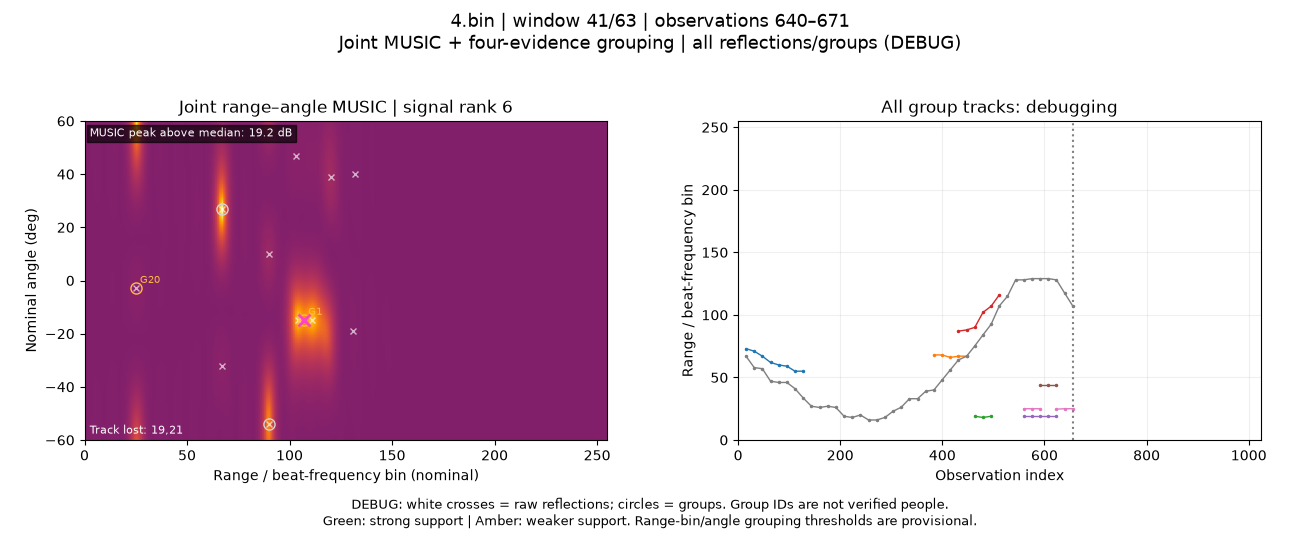 4.bin | window 41/63 | observations 640–671
Joint MUSIC + four-evidence grouping | all reflections/groups (DEBUG)
Joint range–angle MUSIC | signal rank 6
MUSIC peak above median: 19.2 dB
60
40
20
0
−20
−40
−60
Nominal angle (deg)
G20
G1
Track lost: 19,21
0
50
100
150
200
250
Range / beat-frequency bin (nominal)
All group tracks: debugging
250
200
150
100
50
0
Range / beat-frequency bin
0
200
400
600
800
1000
Observation index
DEBUG: white crosses = raw reflections; circles = groups. Group IDs are not verified people.
Green: strong support | Amber: weaker support. Range-bin/angle grouping thresholds are provisional.